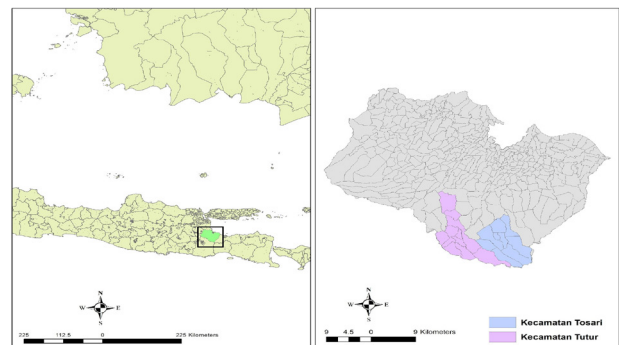 N
W E
S
225 112.5 0 225 Kilometers
N
W E
S
9 4.5 0 9 Kilometers
Kecamatan Tosari
Kecamatan Tutur